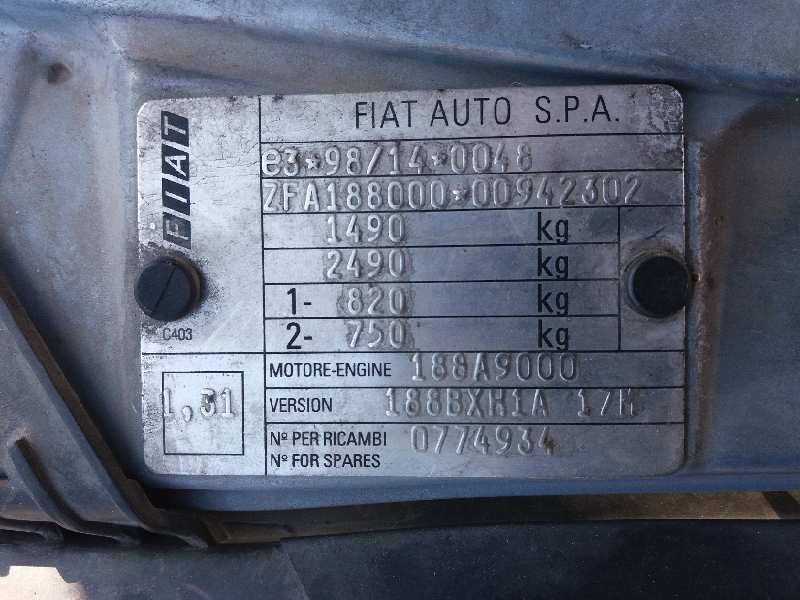 FIAT
FIAT AUTO S.P.A.
e3*98/14*0048
ZFA188000*00942302
1490 kg
2490 kg
1- 820 kg
2- 750 kg
C403
MOTORE-ENGINE 188A9000
1,31
VERSION 188BXH1A 17M
Nº PER RICAMBI 0774934
Nº FOR SPARES